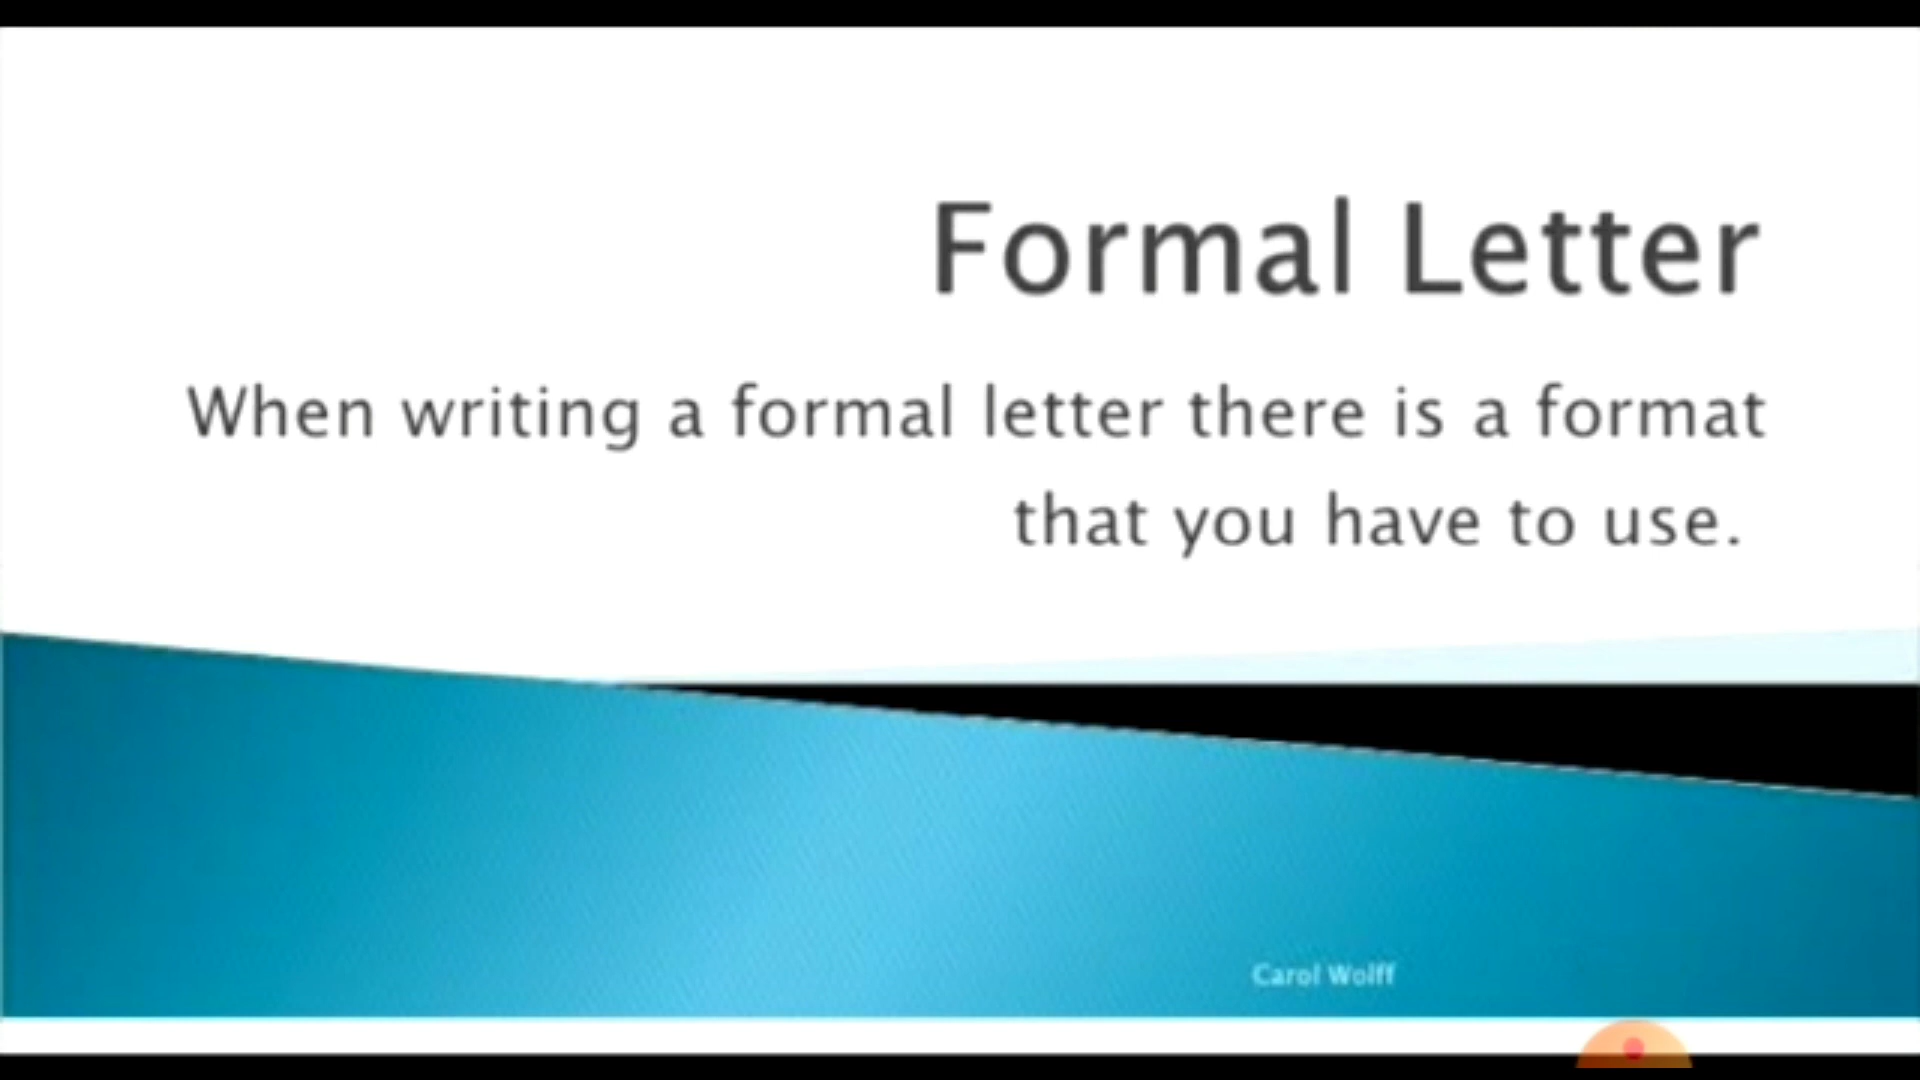 Formal Letter
When writing a formal letter there is a format
that you have to use.
Carol Wolff